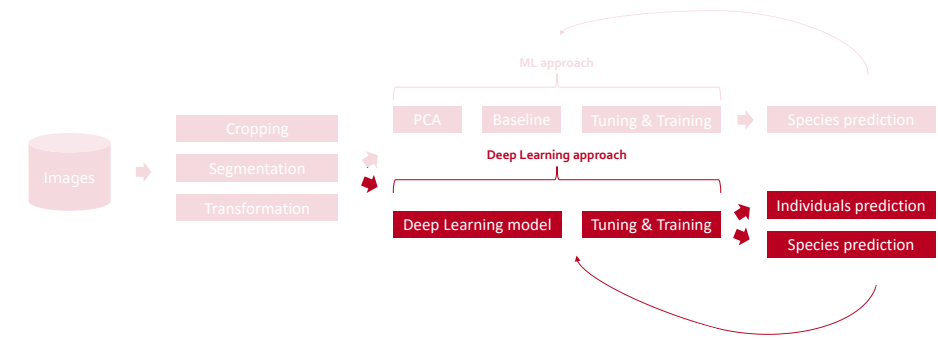 ML approach
PCA
Baseline
Tuning & Training
Species prediction
Cropping
Segmentation
Transformation
Images
Deep Learning approach
Deep Learning model
Tuning & Training
Individuals prediction
Species prediction